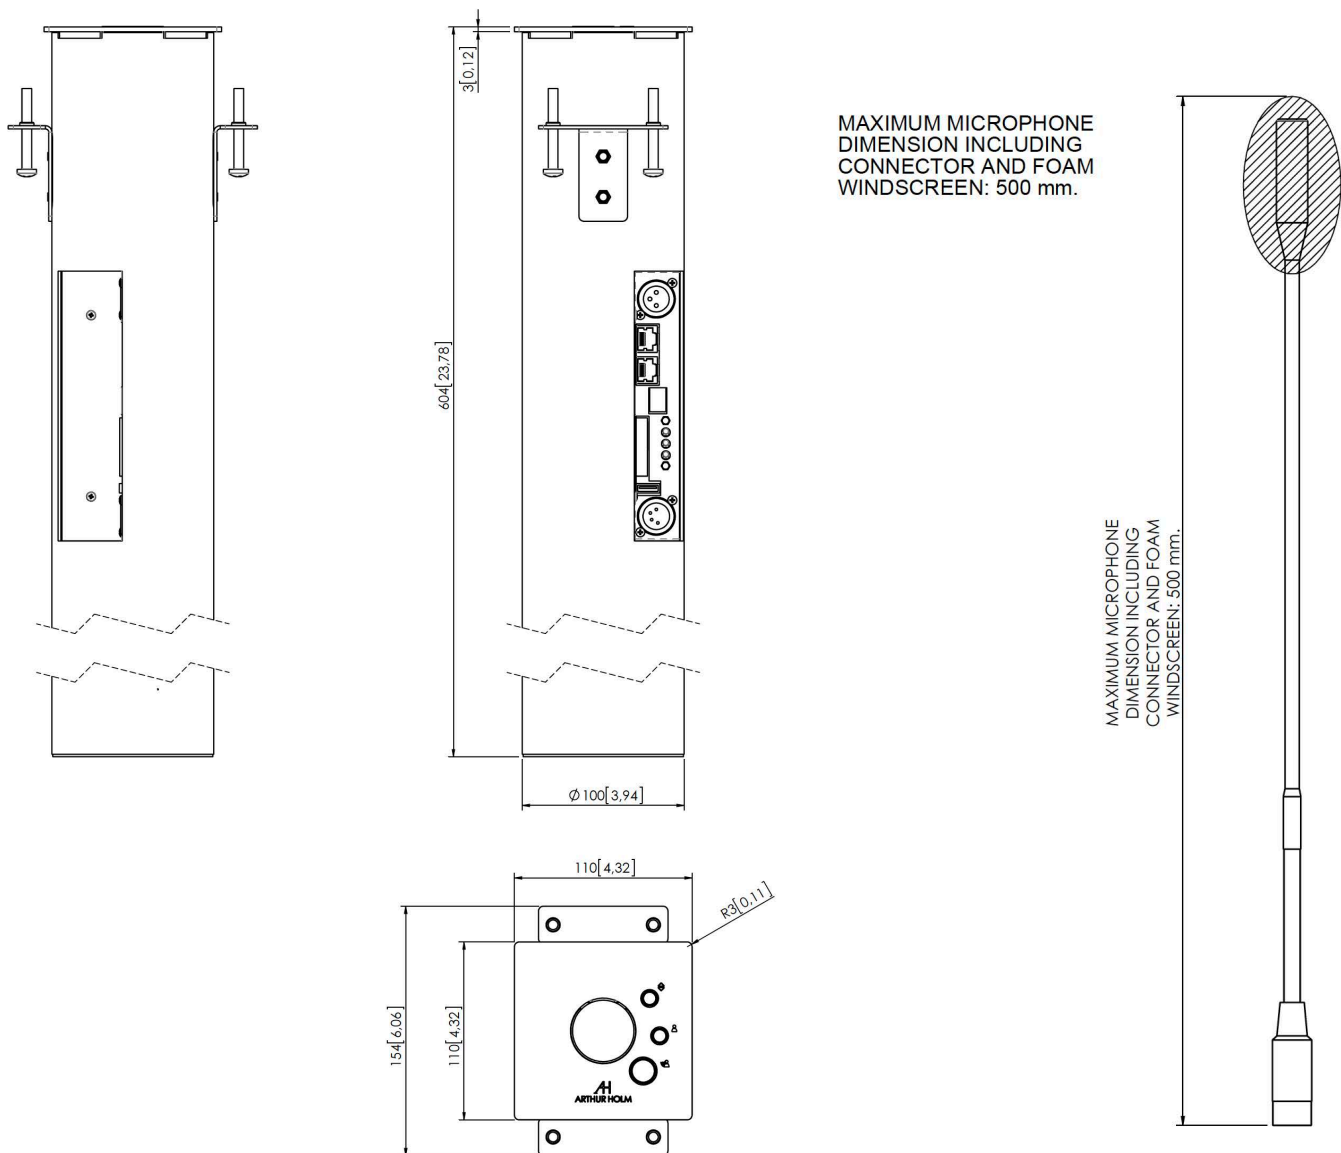 3[0,12]
MAXIMUM MICROPHONE
DIMENSION INCLUDING
CONNECTOR AND FOAM
WINDSCREEN: 500 mm.
604[23,78]
MAXIMUM MICROPHONE
DIMENSION INCLUDING
CONNECTOR AND FOAM
WINDSCREEN: 500 mm.
Ø100[3,94]
110[4,32]
R3[0,11]
154[6,06]
110[4,32]
AH
ARTHUR HOLM